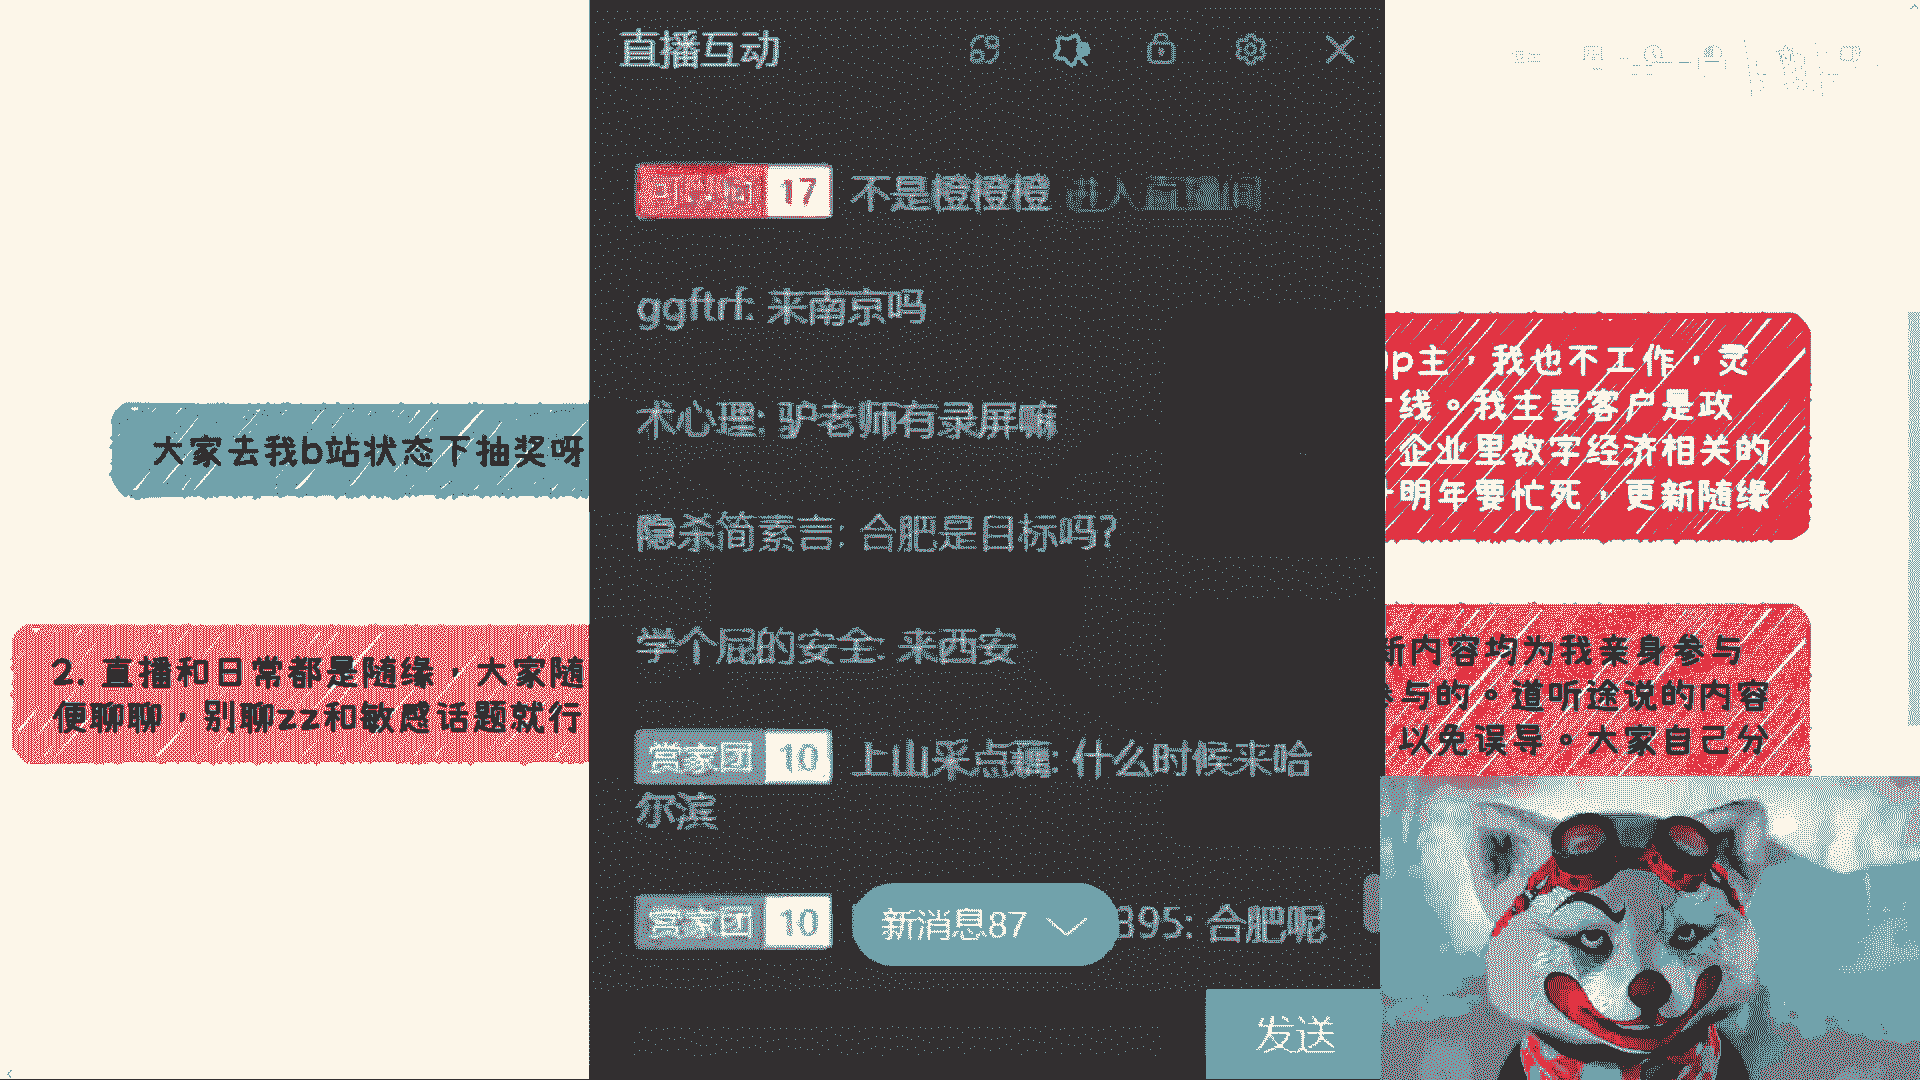 直播互动
17 不是橙橙橙 进入直播间
ggftrf: 来南京吗
术心理: 驴老师有录屏嘛
隐杀简素言: 合肥是目标吗?
学个屁的安全: 来西安
赏家团 10 上山采点藕: 什么时候来哈
尔滨
赏家团 10
新消息87
395: 合肥呢
发送
大家去我b站状态下抽奖呀
2. 直播和日常都是随缘，大家随
便聊聊，别聊zz和敏感话题就行
p主，我也不工作，灵
线。我主要客户是政
企业里数字经济相关的
明年要忙死，更新随缘
新内容均为我亲身参与
参与的。道听途说的内容
以免误导。大家自己分